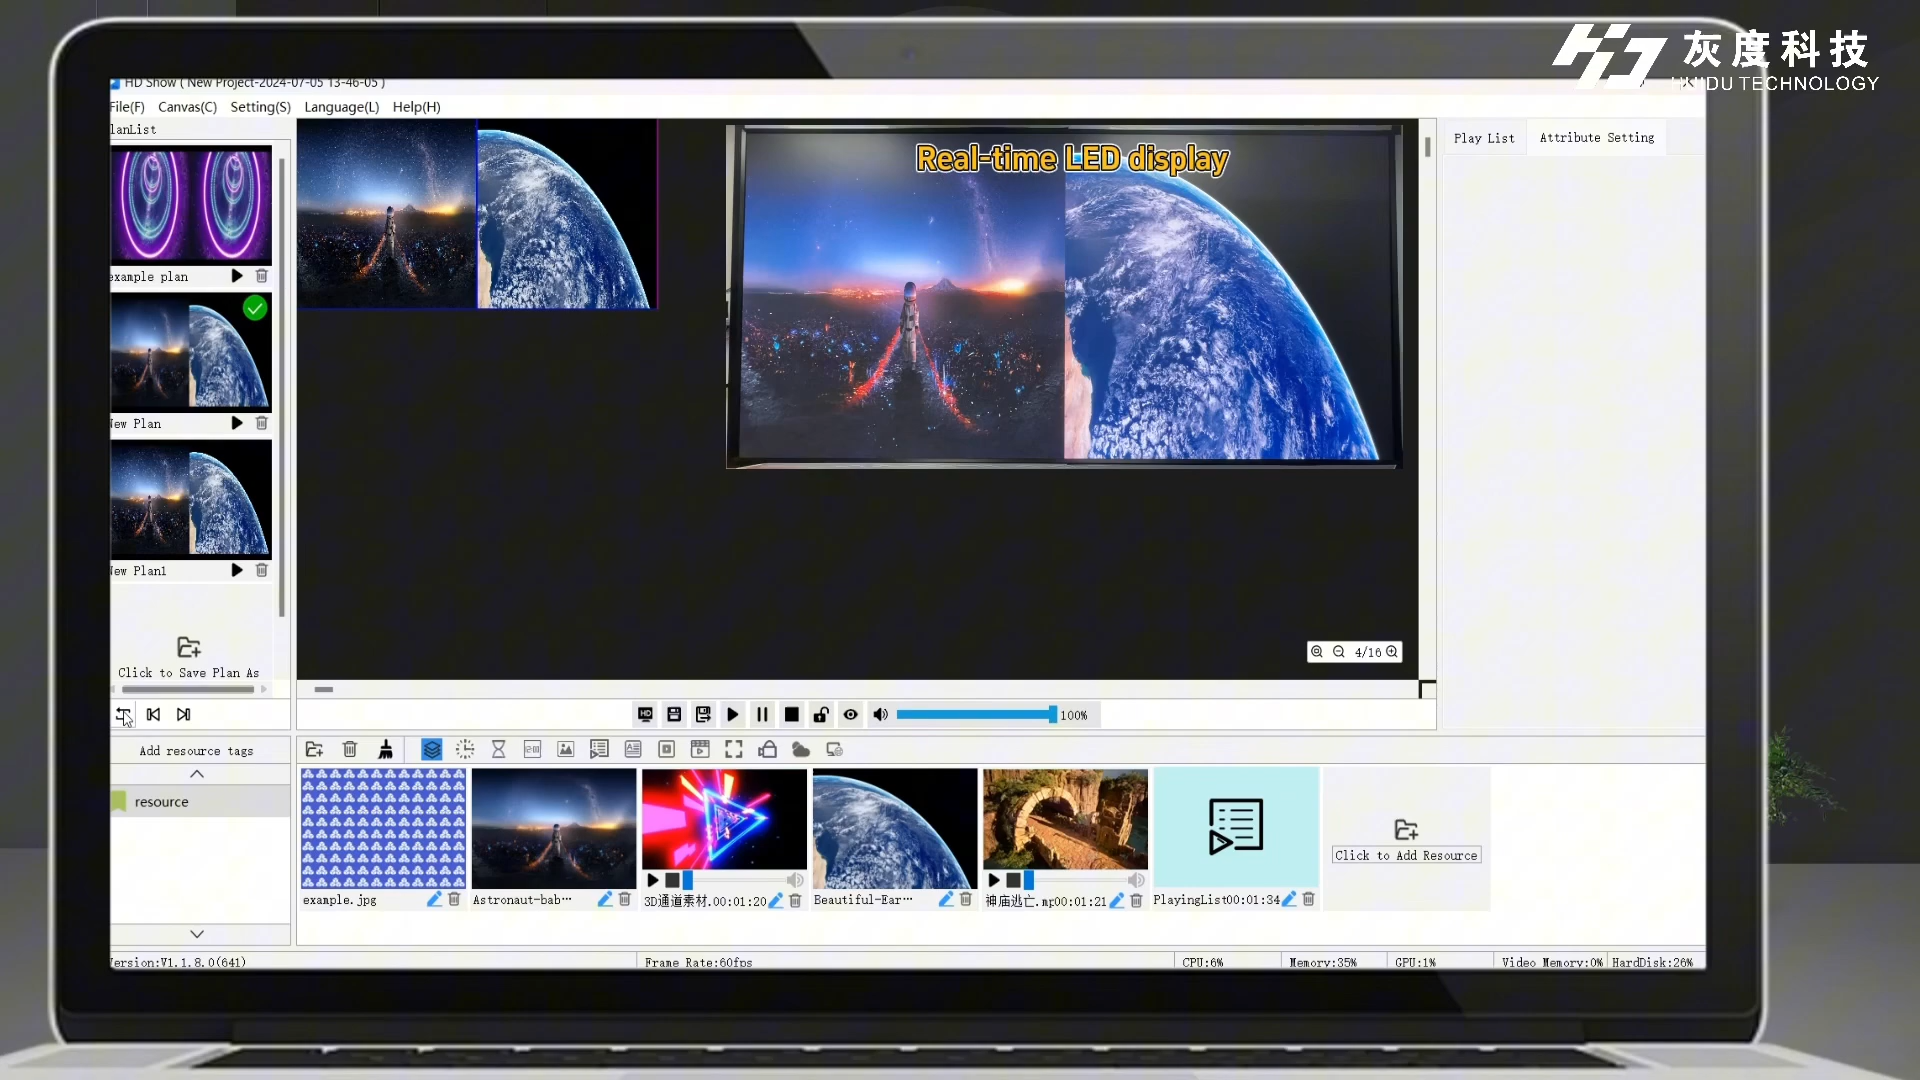 灰度科技
HUIDU TECHNOLOGY
HD Show ( New Project-2024-07-05 13-46-05 )
File(F) Canvas(C) Setting(S) Language(L) Help(H)
lanList
Play List Attribute Setting
Real-time LED display
example plan
New Plan
New Plan1
Click to Save Plan As
4/16
100%
Add resource tags
resource
Click to Add Resource
example.jpg
Astronaut-bab···
3D通道素材.00:01:20
Beautiful-Ear···
神庙逃亡.mp00:01:21
PlayingList00:01:34
Version:V1.1.8.0(641)
Frame Rate:60fps
CPU:6%
Memory:35%
GPU:1%
Video Memory:0%
HardDisk:26%